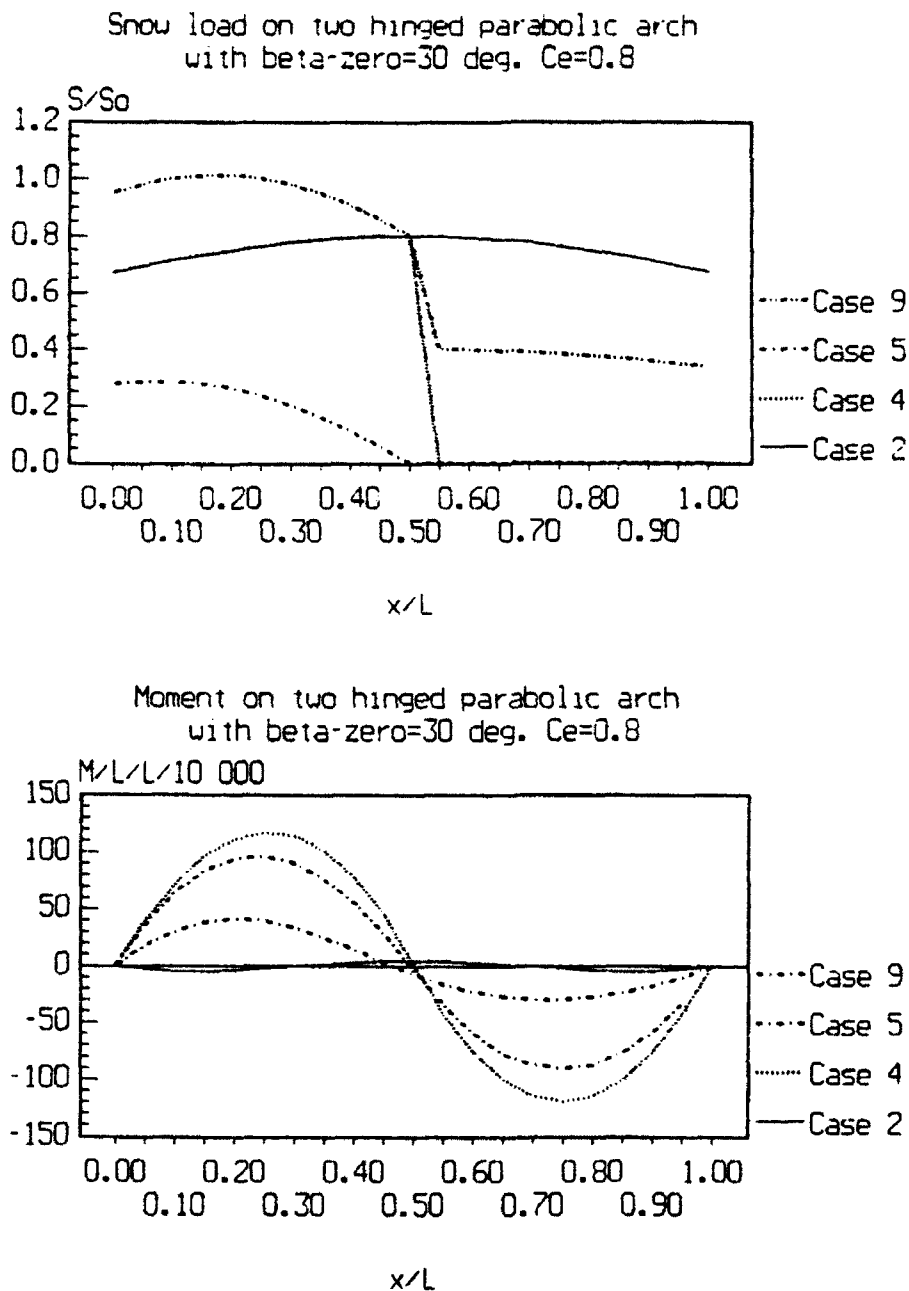 Snow load on two hinged parabolic arch
with beta-zero=30 deg. Ce=0.8
S/So
1.2
1.0
0.8
0.6
0.4
0.2
0.0
0.00 0.20 0.40 0.60 0.80 1.00
0.10 0.30 0.50 0.70 0.90
x/L
Case 9
Case 5
Case 4
Case 2
Moment on two hinged parabolic arch
with beta-zero=30 deg. Ce=0.8
M/L/L/10 000
150
100
50
0
-50
-100
-150
0.00 0.20 0.40 0.60 0.80 1.00
0.10 0.30 0.50 0.70 0.90
x/L
Case 9
Case 5
Case 4
Case 2